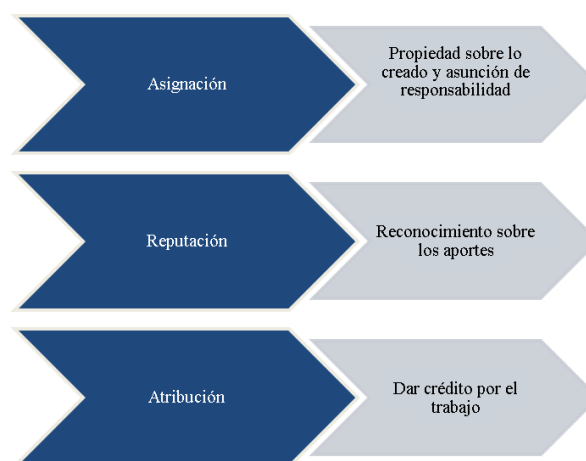 Asignación
Propiedad sobre lo
creado y asunción de
responsabilidad
Reputación
Reconocimiento sobre
los aportes
Atribución
Dar crédito por el
trabajo